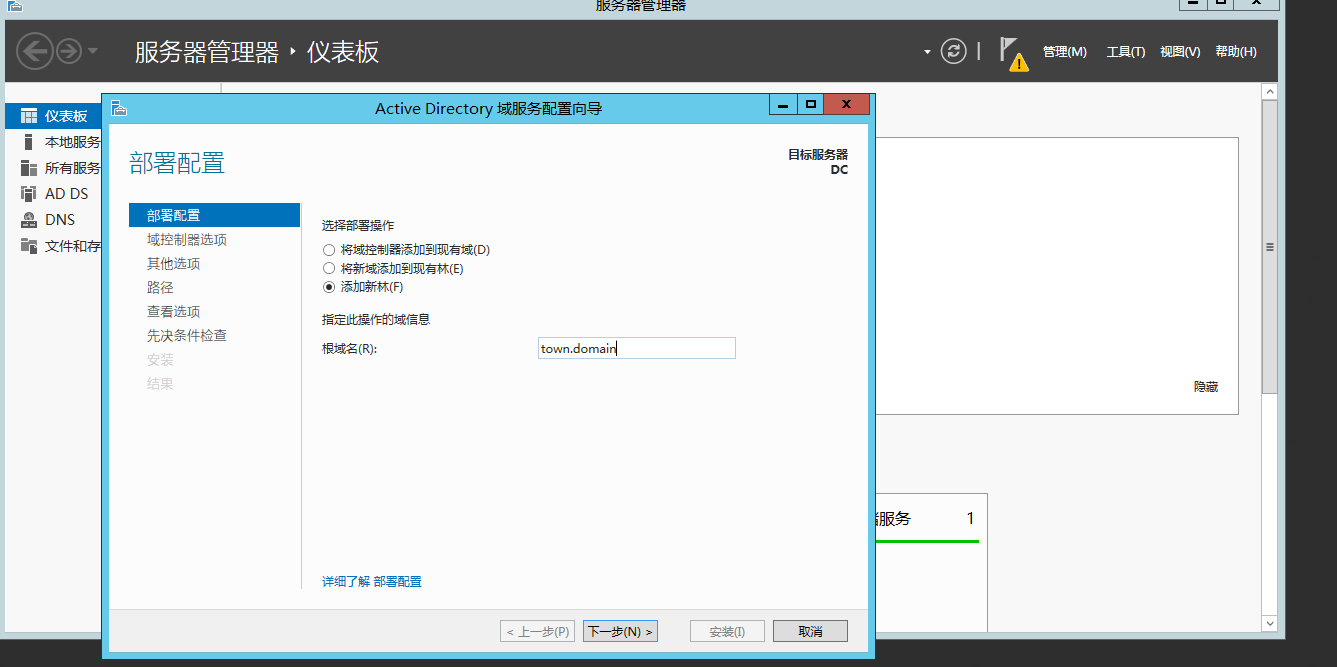 服务器管理器
服务器管理器 · 仪表板
管理(M) 工具(T) 视图(V) 帮助(H)
仪表板
本地服务
所有服务
AD DS
DNS
文件和存
Active Directory 域服务配置向导
部署配置
目标服务器
DC
部署配置
域控制器选项
其他选项
路径
查看选项
先决条件检查
安装
结果
选择部署操作
将域控制器添加到现有域(D)
将新域添加到现有林(E)
添加新林(F)
指定此操作的域信息
根域名(R):
town.domain
详细了解 部署配置
< 上一步(P)
下一步(N) >
安装(I)
取消
隐藏
服务 1